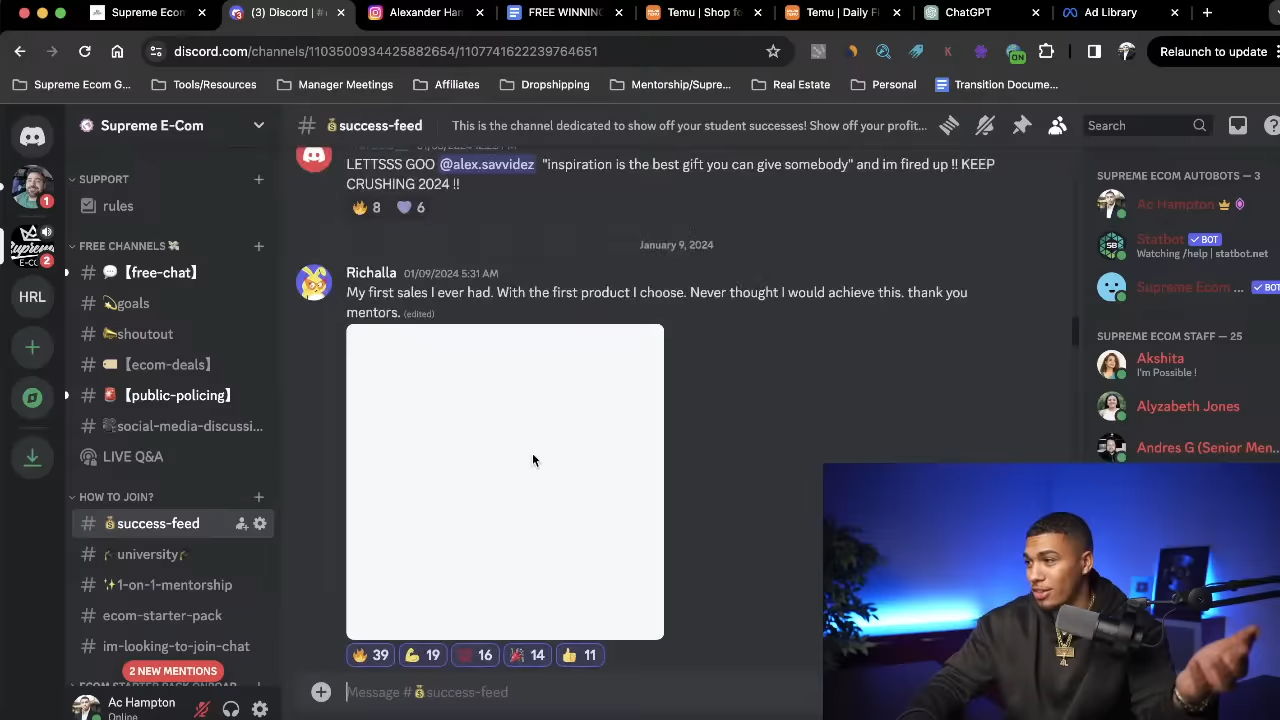 Supreme Ecom
(3) Discord | #
Alexander Han
FREE WINNING
Temu | Shop fo
Temu | Daily Fi
ChatGPT
Ad Library
discord.com/channels/1103500934425882654/1107741622239764651
K
ON
Relaunch to update
Supreme Ecom G...
Tools/Resources
Manager Meetings
Affiliates
Dropshipping
Mentorship/Supre...
Real Estate
Personal
Transition Docume...
Supreme E-Com
# 💰success-feed
This is the channel dedicated to show off your student successes! Show off your profit...
Search
SUPPORT
rules
FREE CHANNELS 💸
# 💬【free-chat】
# 💫goals
# 📣shoutout
# 🏷️【ecom-deals】
# 🚨【public-policing】
# 🎥social-media-discussi...
LIVE Q&A
HOW TO JOIN?
# 💰success-feed
# 🎓university🎓
# ✨1-on-1-mentorship
# ecom-starter-pack
# im-looking-to-join-chat
2 NEW MENTIONS
Ac Hampton
Online
1
Supreme
E-CO
2
HRL
LETTSSS GOO @alex.savvidez "inspiration is the best gift you can give somebody" and im fired up !! KEEP
CRUSHING 2024 !!
🔥 8 💜 6
January 9, 2024
Richalla 01/09/2024 5:31 AM
My first sales I ever had. With the first product I choose. Never thought I would achieve this. thank you
mentors. (edited)
🔥 39 💪 19 💯 16 🎉 14 👍 11
Message #💰success-feed
SUPREME ECOM AUTOBOTS — 3
Ac Hampton
Statbot ✓ BOT
Watching /help | statbot.net
Supreme Ecom ... ✓ BOT
SUPREME ECOM STAFF — 25
Akshita
I'm Possible !
Alyzabeth Jones
Andres G (Senior Men...